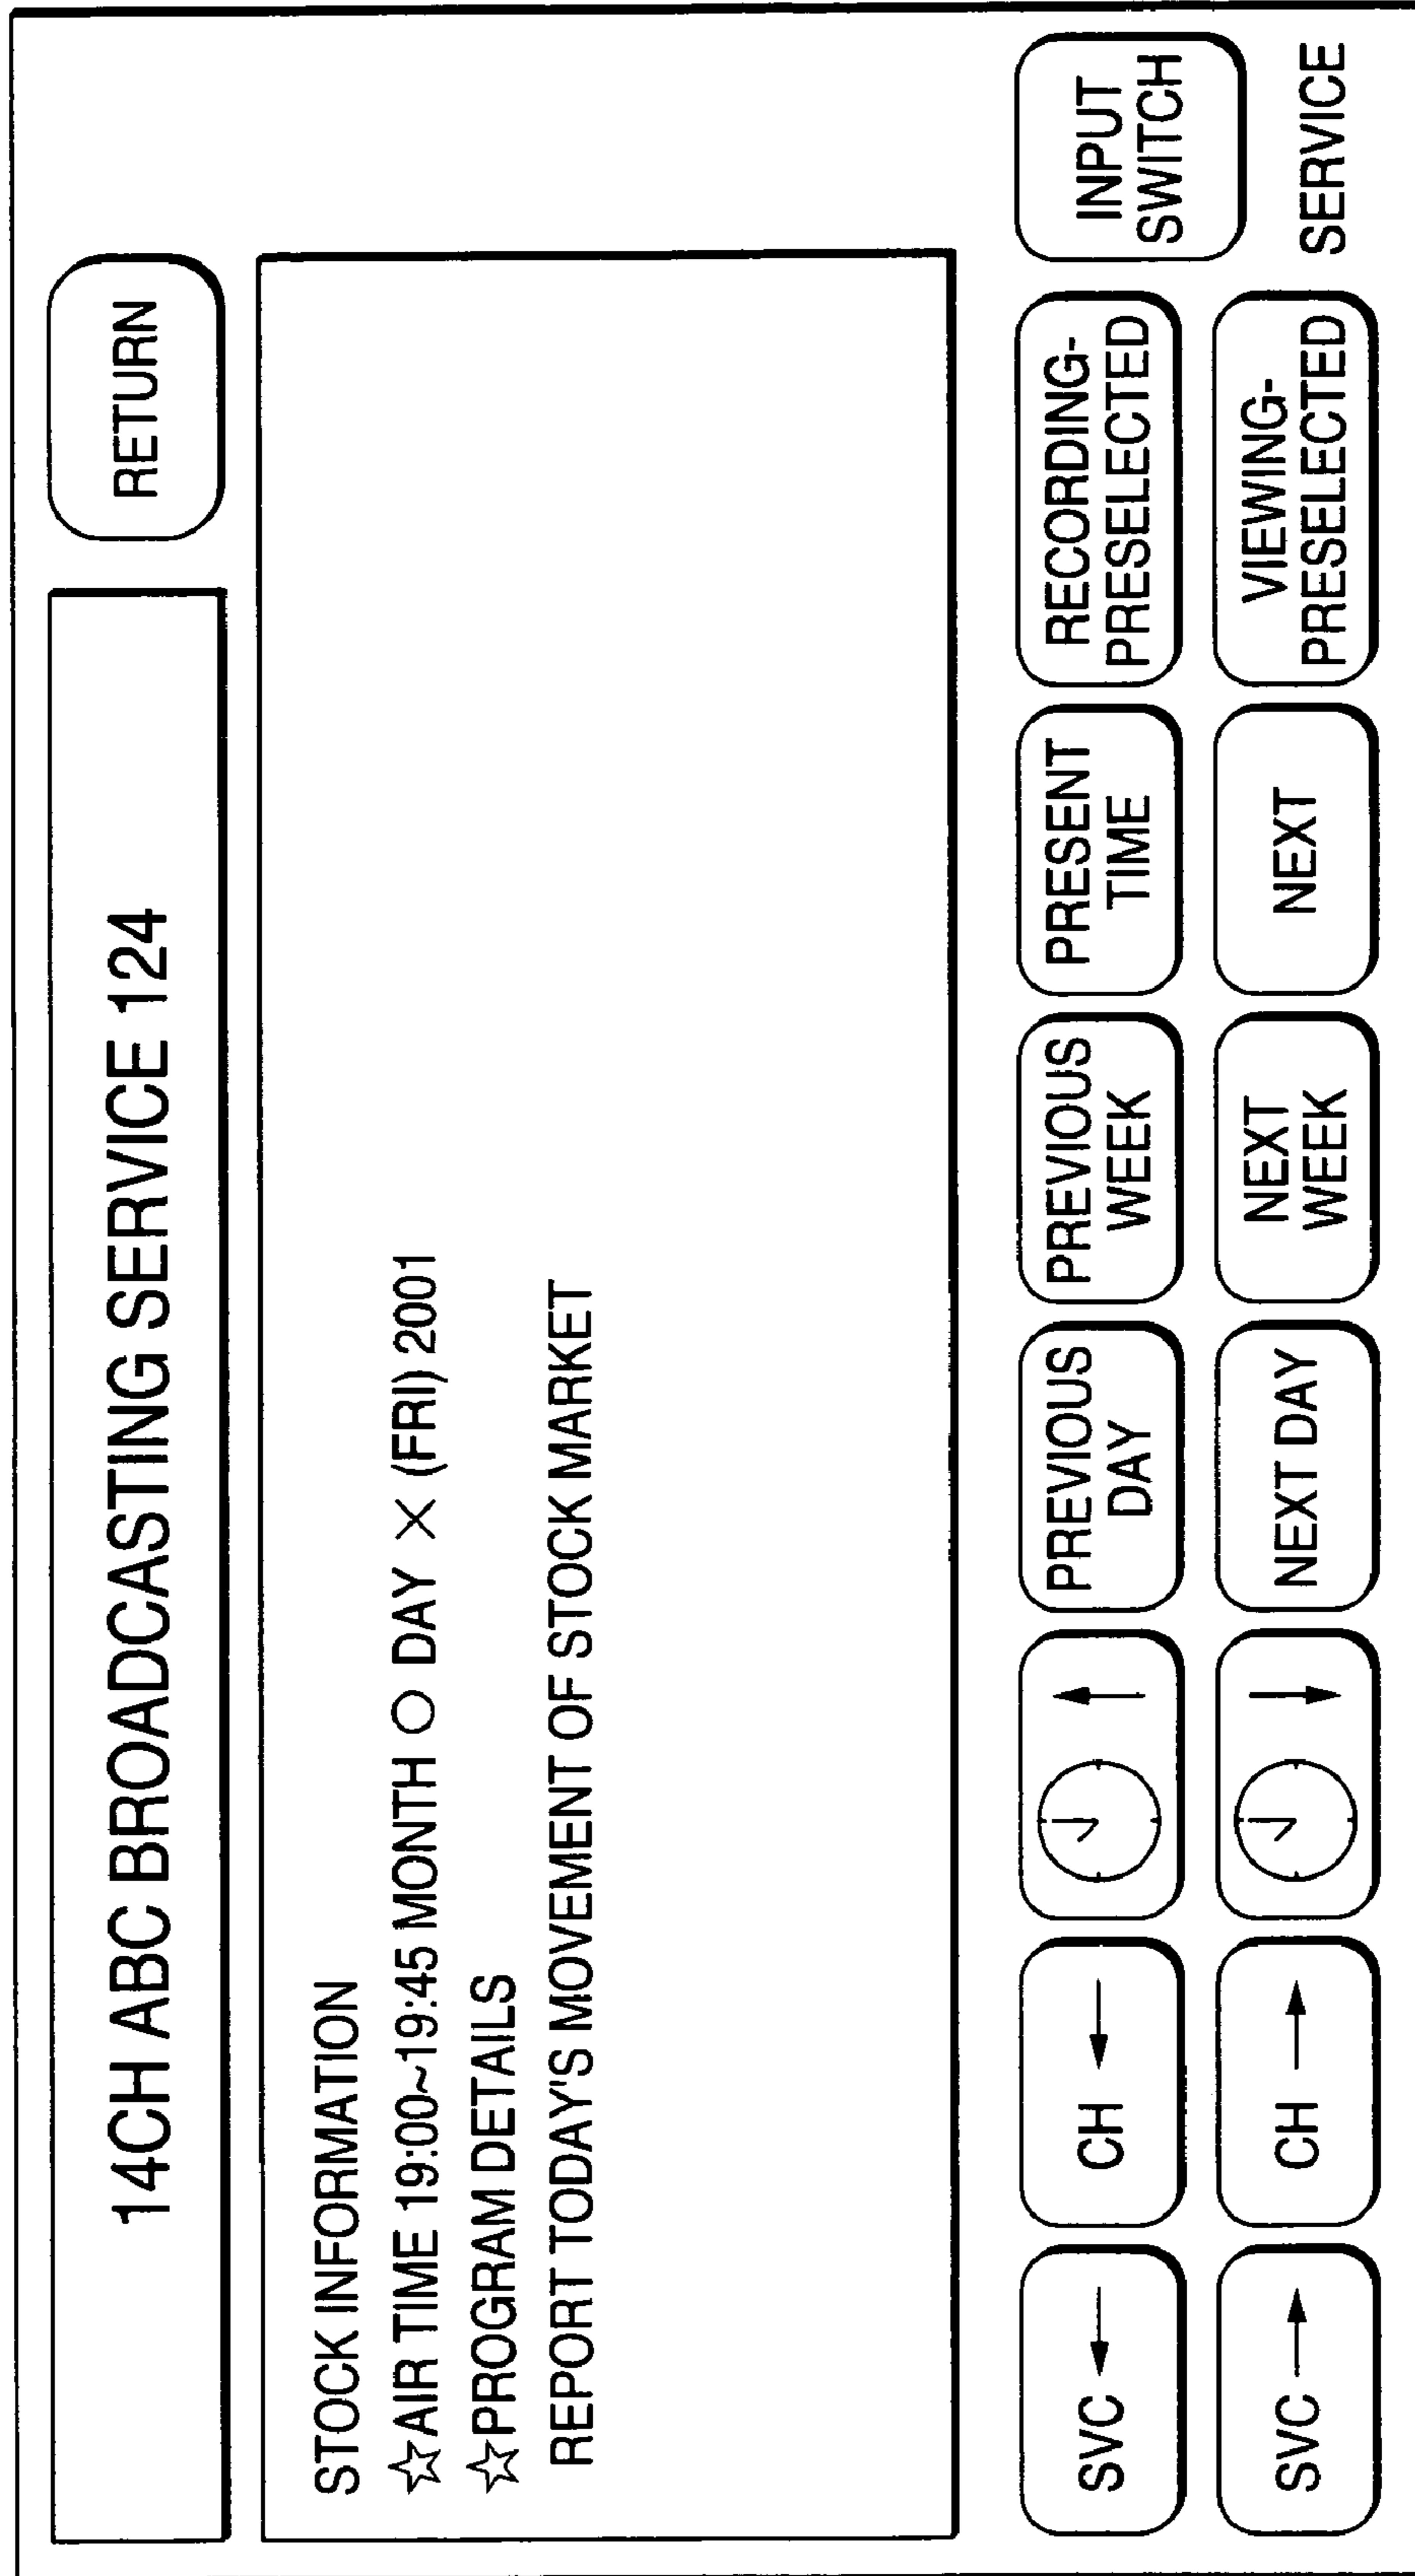 14CH ABC BROADCASTING SERVICE 124
RETURN
STOCK INFORMATION
☆AIR TIME 19:00~19:45 MONTH ○ DAY × (FRI) 2001
☆PROGRAM DETAILS
REPORT TODAY'S MOVEMENT OF STOCK MARKET
SVC ←
CH ←
↑
PREVIOUS
DAY
PREVIOUS
WEEK
PRESENT
TIME
RECORDING-
PRESELECTED
INPUT
SWITCH
SVC →
CH →
↓
NEXT DAY
NEXT
WEEK
NEXT
VIEWING-
PRESELECTED
SERVICE